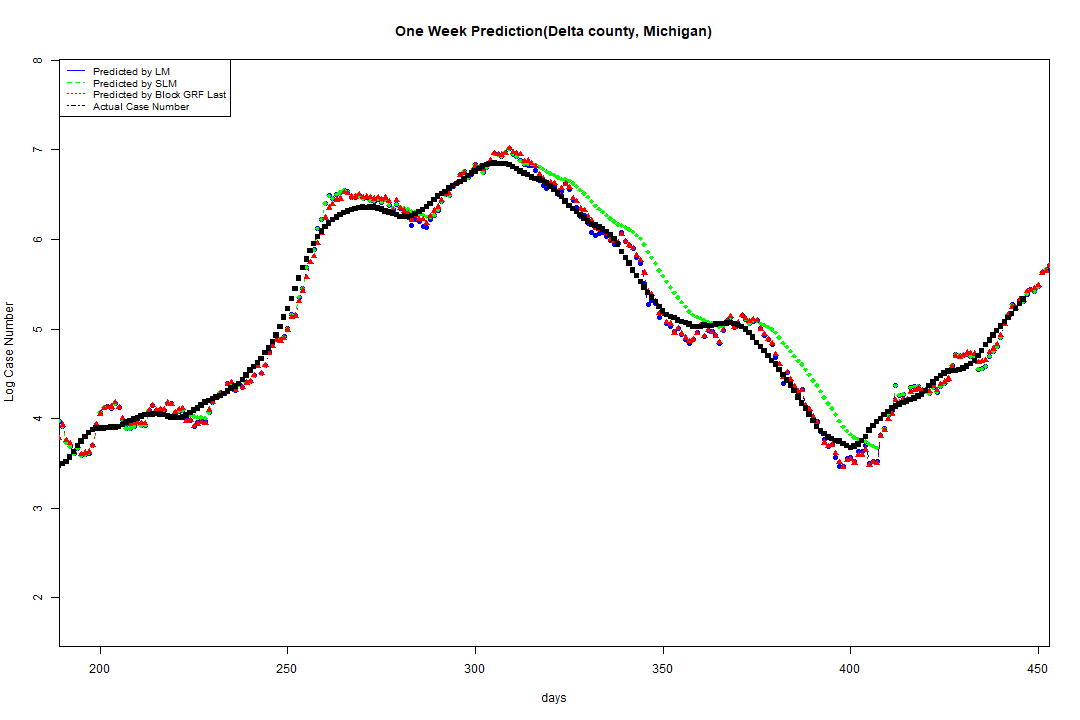 One Week Prediction(Delta county, Michigan)
Predicted by LM
Predicted by SLM
Predicted by Block GRF Last
Actual Case Number
8
7
6
5
4
3
2
Log Case Number
200 250 300 350 400 450
days